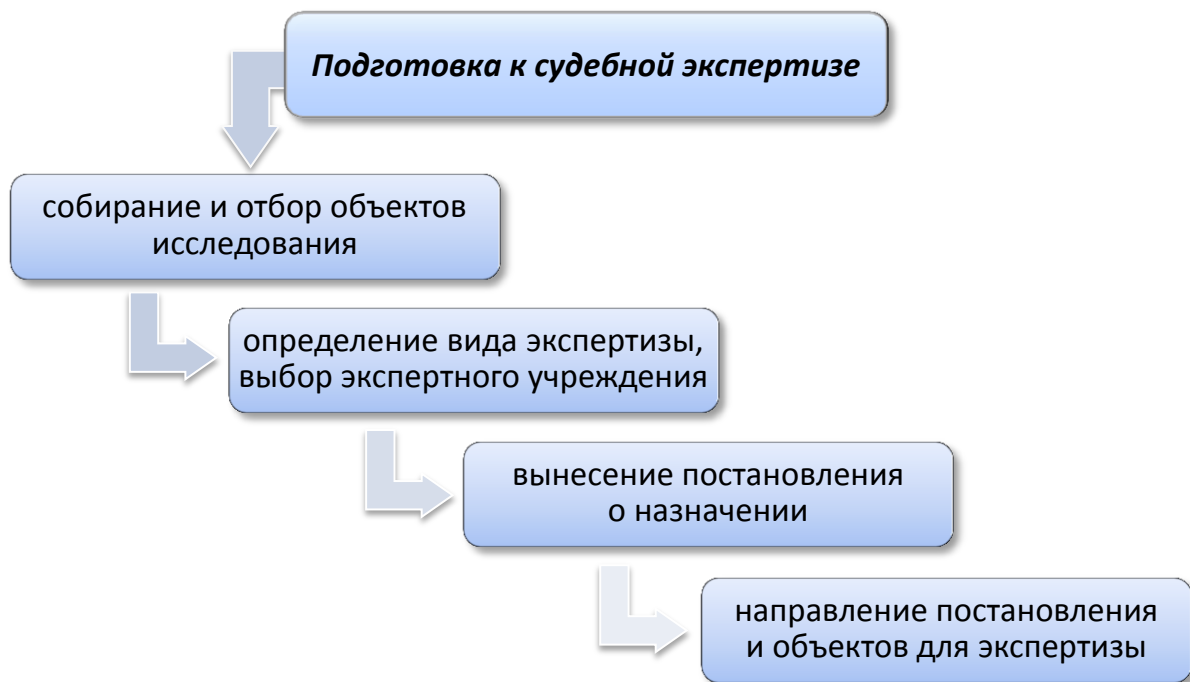 Подготовка к судебной экспертизе
собирание и отбор объектов
исследования
определение вида экспертизы,
выбор экспертного учреждения
вынесение постановления
о назначении
направление постановления
и объектов для экспертизы